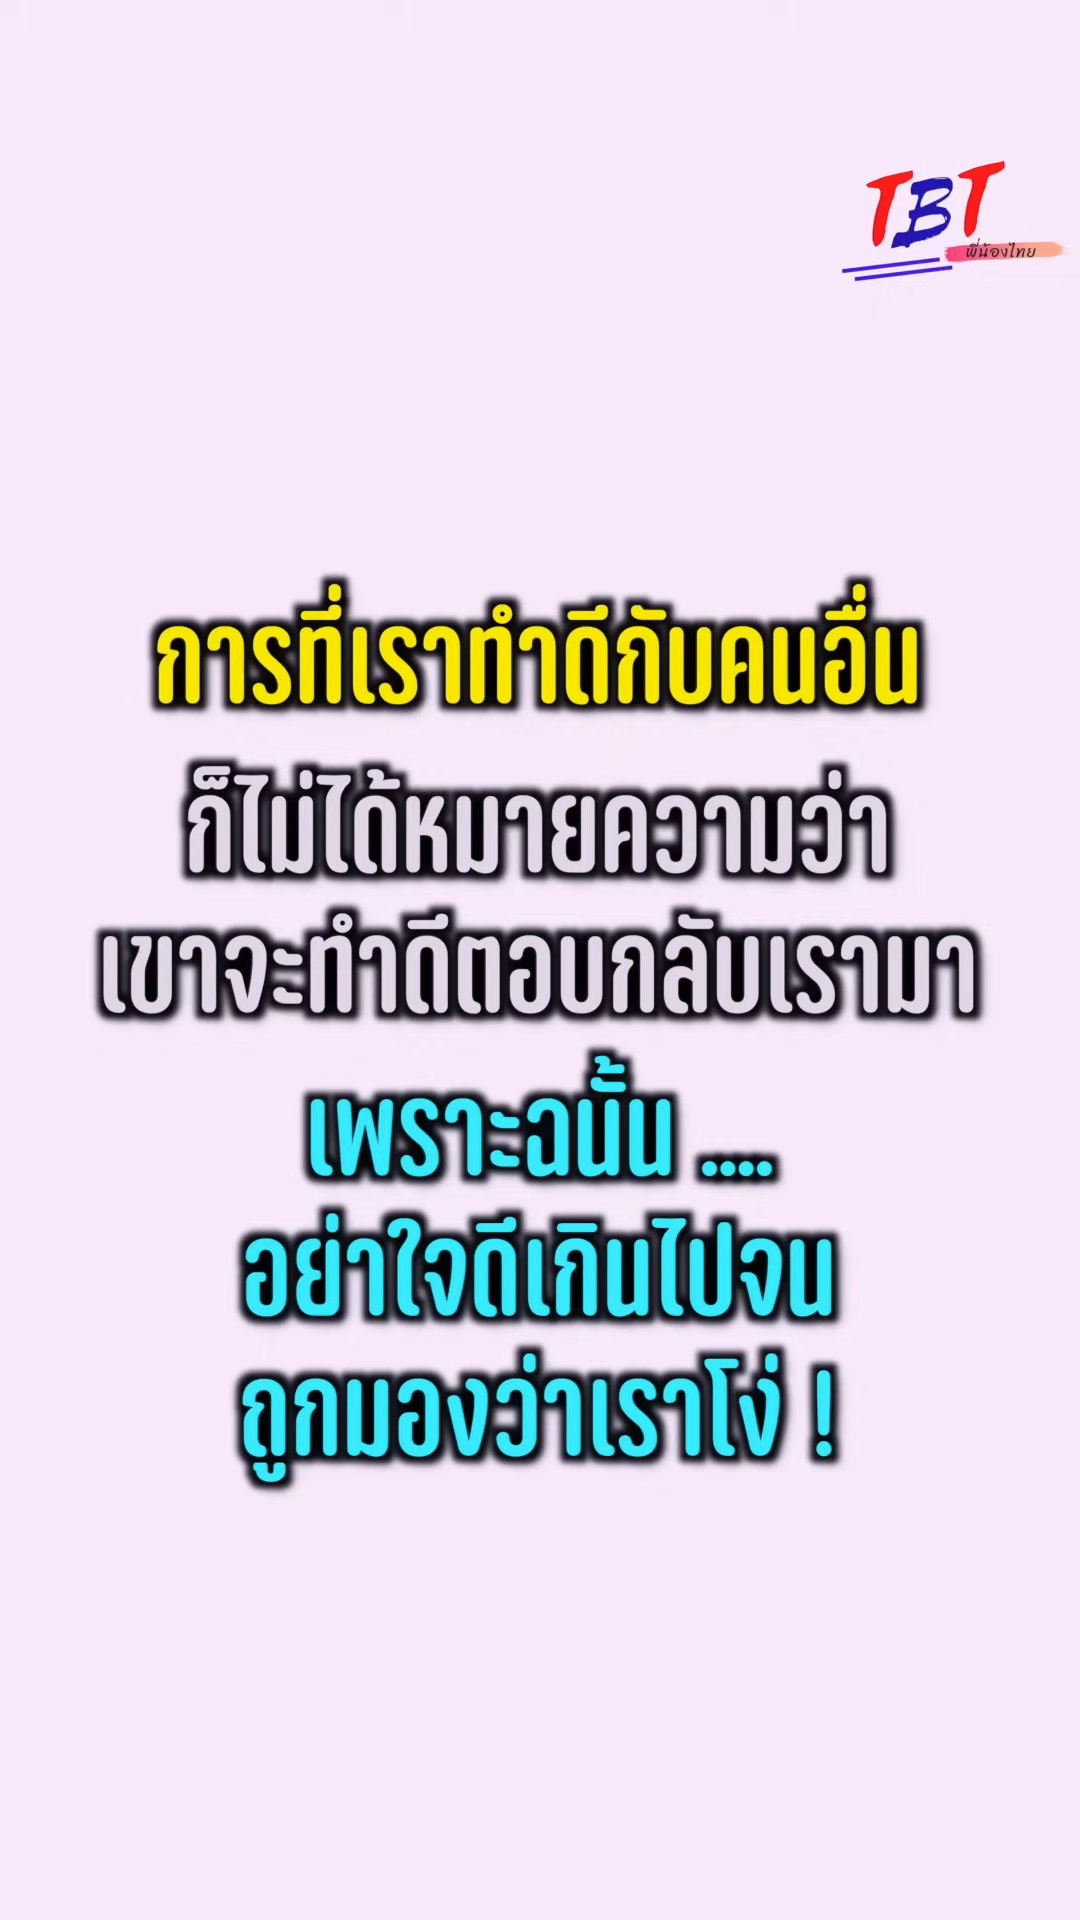 TBT
พี่น้องไทย
การที่เราทำดีกับคนอื่น
ก็ไม่ได้หมายความว่า
เขาจะทำดีตอบกลับเรามา
เพราะฉนั้น ....
อย่าใจดีเกินไปจน
ถูกมองว่าเราโง่ !